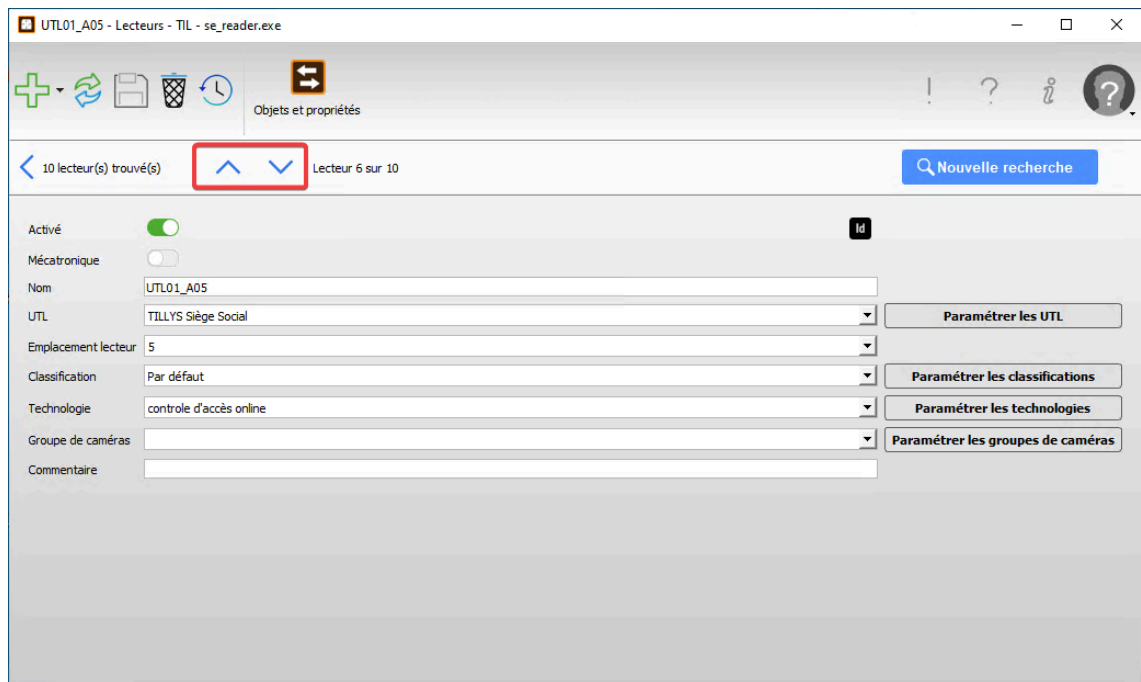 UTL01_A05 - Lecteurs - TIL - se_reader.exe
Objets et propriétés
10 lecteur(s) trouvé(s) Lecteur 6 sur 10 Nouvelle recherche
Activé Id
Mécatronique
Nom UTL01_A05
UTL TILLYS Siège Social Paramétrer les UTL
Emplacement lecteur 5
Classification Par défaut Paramétrer les classifications
Technologie controle d'accès online Paramétrer les technologies
Groupe de caméras Paramétrer les groupes de caméras
Commentaire